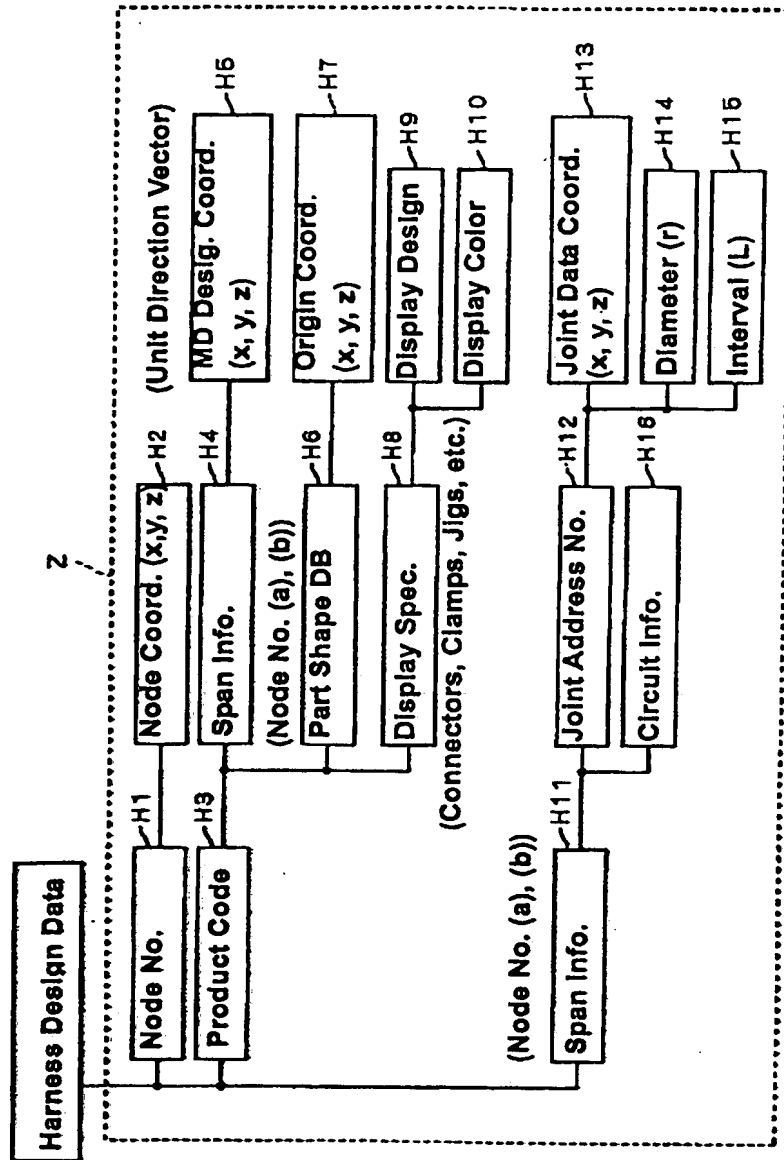 Harness Design Data
Z
Node No.
H1
Node Coord. (x,y, z)
H2
(Unit Direction Vector)
Product Code
H3
Span Info.
H4
MD Desig. Coord.
(x, y, z)
H5
(Node No. (a), (b))
Part Shape DB
H6
Origin Coord.
(x, y, z)
H7
Display Spec.
H8
Display Design
H9
Display Color
H10
(Connectors, Clamps, Jigs, etc.)
(Node No. (a), (b))
Span Info.
H11
Joint Address No.
H12
Joint Data Coord.
(x, y, z)
H13
Diameter (r)
H14
Interval (L)
H15
Circuit Info.
H16